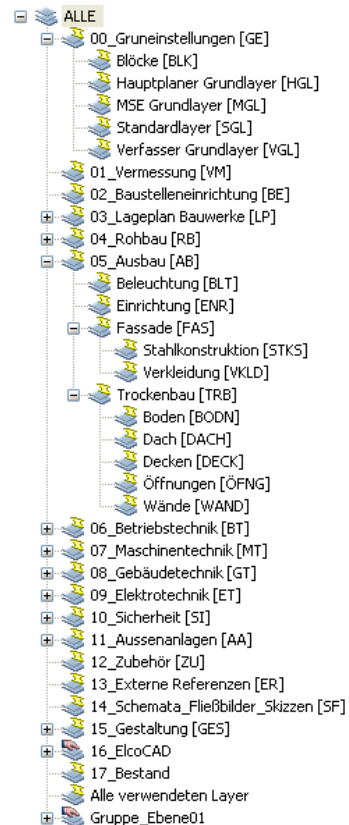 ALLE
00_Gruneinstellungen [GE]
Blöcke [BLK]
Hauptplaner Grundlayer [HGL]
MSE Grundlayer [MGL]
Standardlayer [SGL]
Verfasser Grundlayer [VGL]
01_Vermessung [VM]
02_Baustelleneinrichtung [BE]
03_Lageplan Bauwerke [LP]
04_Rohbau [RB]
05_Ausbau [AB]
Beleuchtung [BLT]
Einrichtung [ENR]
Fassade [FAS]
Stahlkonstruktion [STKS]
Verkleidung [VKLD]
Trockenbau [TRB]
Boden [BODN]
Dach [DACH]
Decken [DECK]
Öffnungen [ÖFNG]
Wände [WAND]
06_Betriebstechnik [BT]
07_Maschinentechnik [MT]
08_Gebäudetechnik [GT]
09_Elektrotechnik [ET]
10_Sicherheit [SI]
11_Aussenanlagen [AA]
12_Zubehör [ZU]
13_Externe Referenzen [ER]
14_Schemata_Fließbilder_Skizzen [SF]
15_Gestaltung [GES]
16_ElcoCAD
17_Bestand
Alle verwendeten Layer
Gruppe_Ebene01